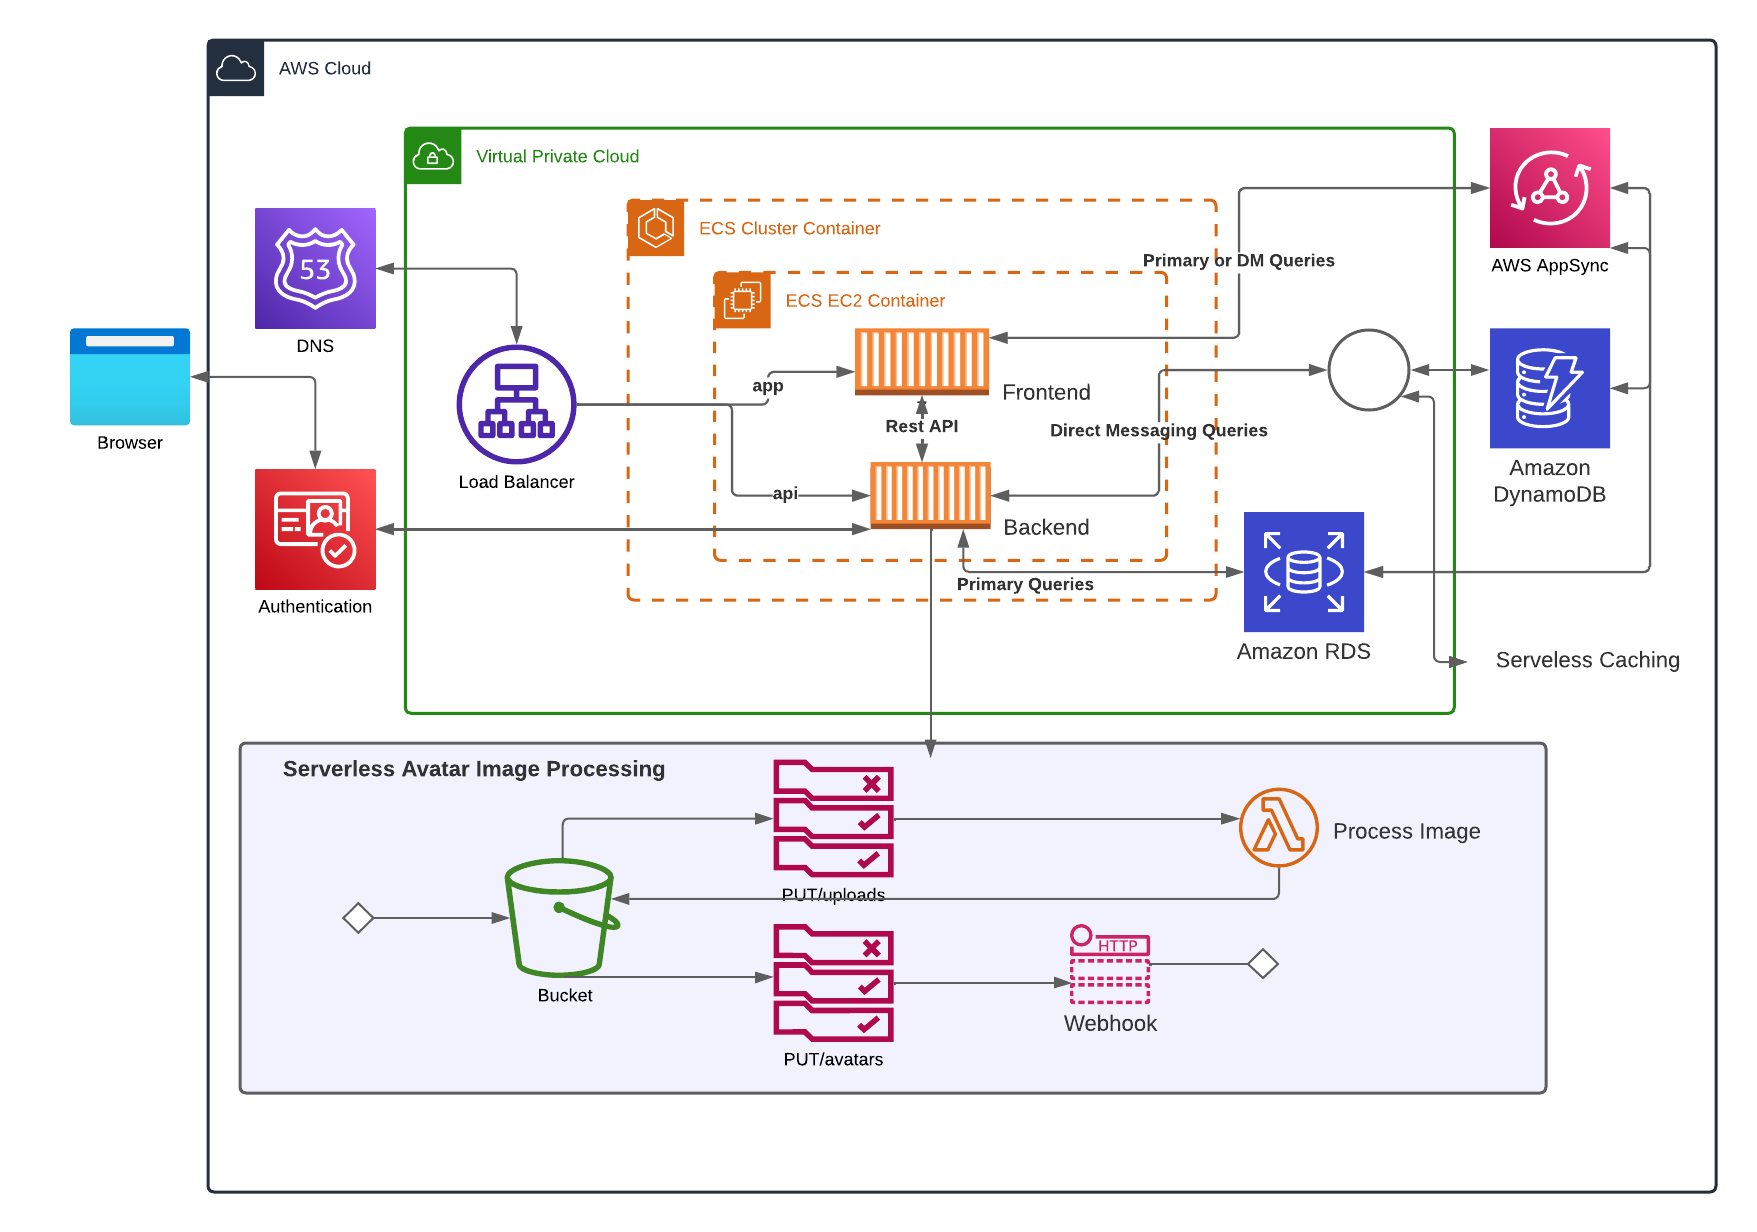 AWS Cloud
Virtual Private Cloud
ECS Cluster Container
53
Primary or DM Queries
AWS AppSync
ECS EC2 Container
DNS
app
Frontend
Browser
Rest API
Direct Messaging Queries
Load Balancer
api
Amazon
DynamoDB
Backend
Primary Queries
Authentication
Amazon RDS
Serveless Caching
Serverless Avatar Image Processing
Process Image
PUT/uploads
HTTP
Bucket
Webhook
PUT/avatars